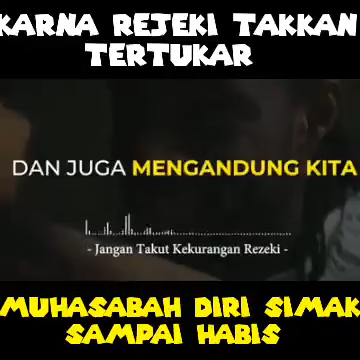 KARNA REJEKI TAKKAN
TERTUKAR
DAN JUGA MENGANDUNG KITA
- Jangan Takut Kekurangan Rezeki -
MUHASABAH DIRI SIMAK
SAMPAI HABIS